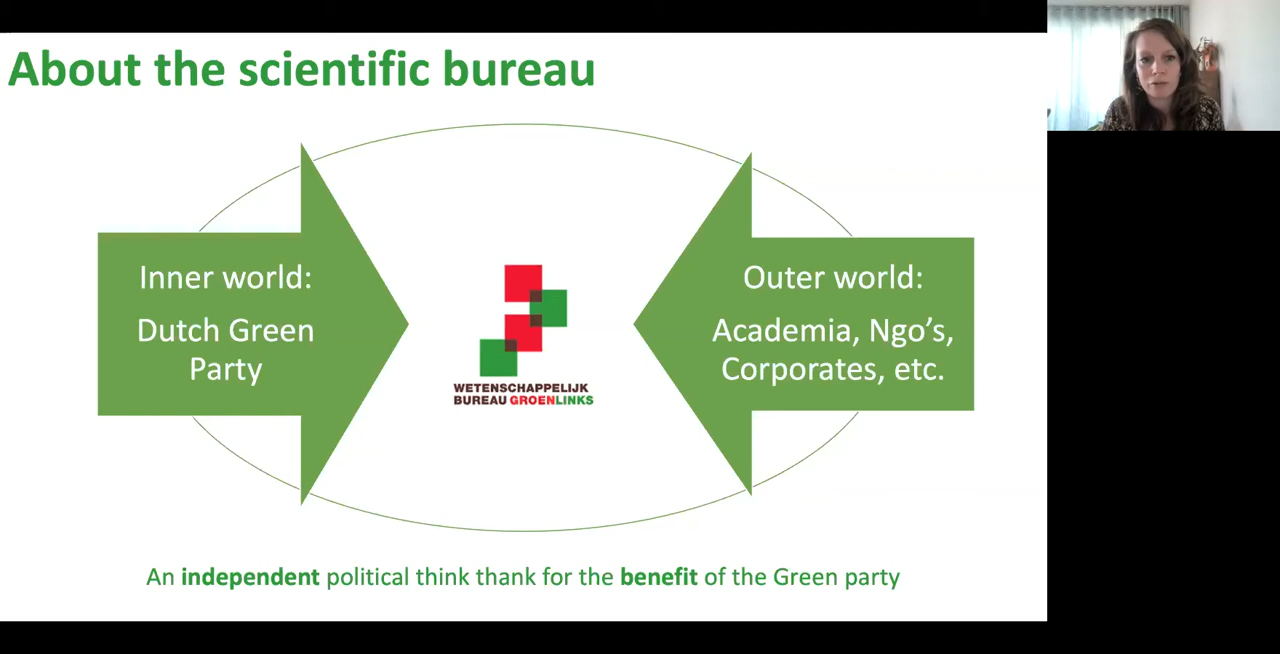 About the scientific bureau
Inner world:
Dutch Green
Party
WETENSCHAPPELIJK
BUREAU GROENLINKS
Outer world:
Academia, Ngo’s,
Corporates, etc.
An independent political think thank for the benefit of the Green party